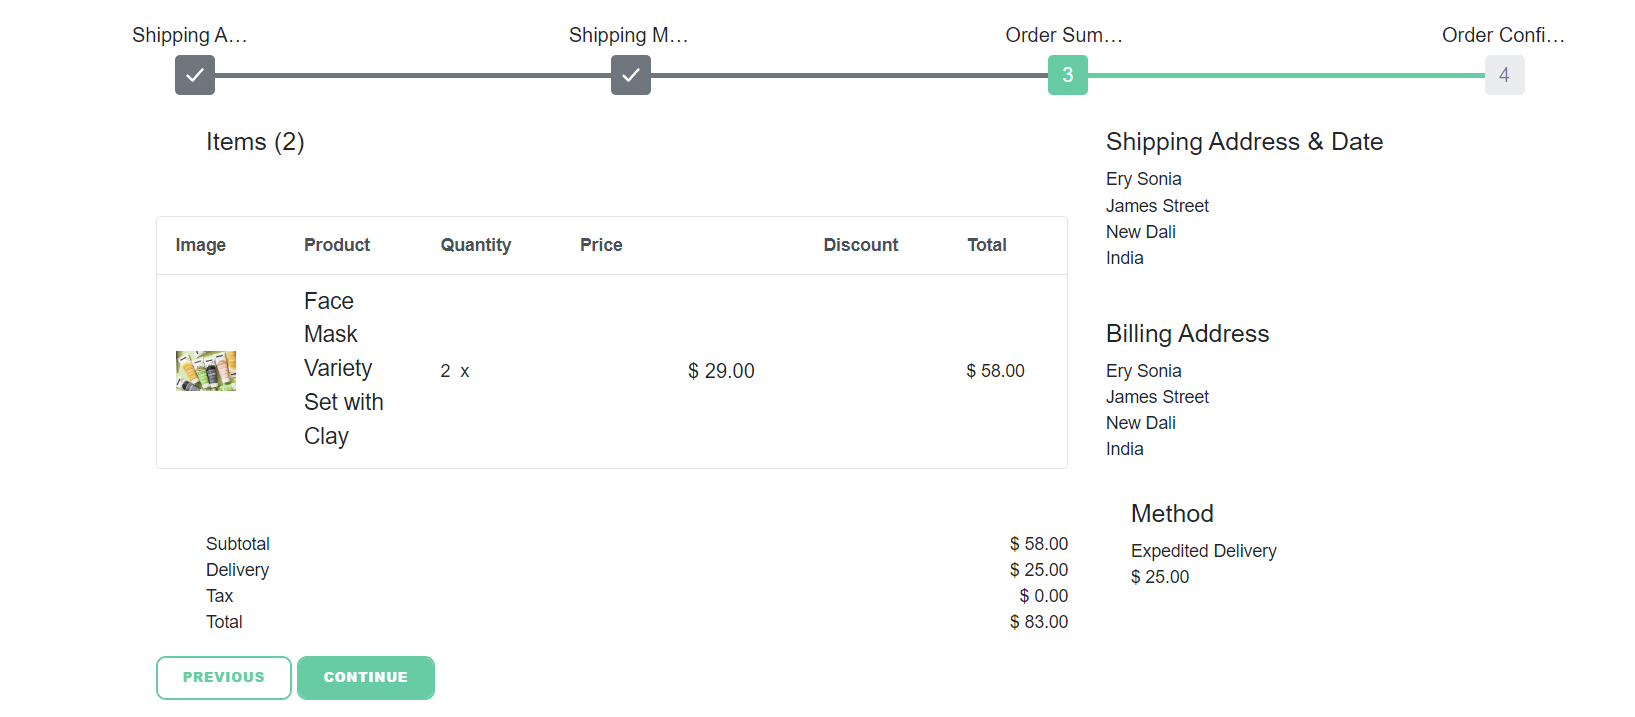 Shipping A…
Shipping M…
Order Sum…
Order Confi…
3
4
Items (2)
Image Product Quantity Price Discount Total
Face
Mask
Variety
Set with
Clay
2 x $ 29.00 $ 58.00
Subtotal $ 58.00
Delivery $ 25.00
Tax $ 0.00
Total $ 83.00
PREVIOUS CONTINUE
Shipping Address & Date
Ery Sonia
James Street
New Dali
India
Billing Address
Ery Sonia
James Street
New Dali
India
Method
Expedited Delivery
$ 25.00